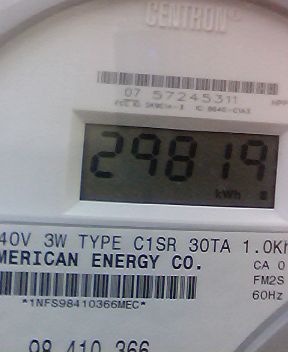 CENTRON
07 57245311
29819
kWh
40V 3W TYPE C1SR 30TA 1.0Kh
MERICAN ENERGY CO.
CA 0
FM2S
60Hz
*1NFS98410366MEC*
98 410 366